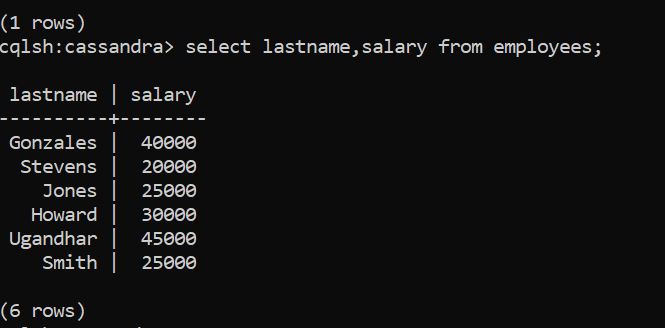 (1 rows)
cqlsh:cassandra> select lastname,salary from employees;
lastname | salary
----------+--------
Gonzales | 40000
Stevens | 20000
Jones | 25000
Howard | 30000
Ugandhar | 45000
Smith | 25000
(6 rows)